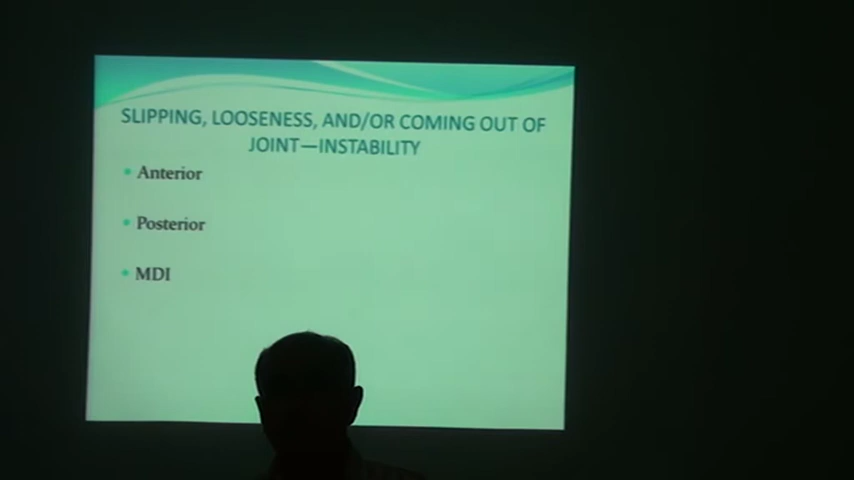 SLIPPING, LOOSENESS, AND/OR COMING OUT OF
JOINT—INSTABILITY
• Anterior
• Posterior
• MDI